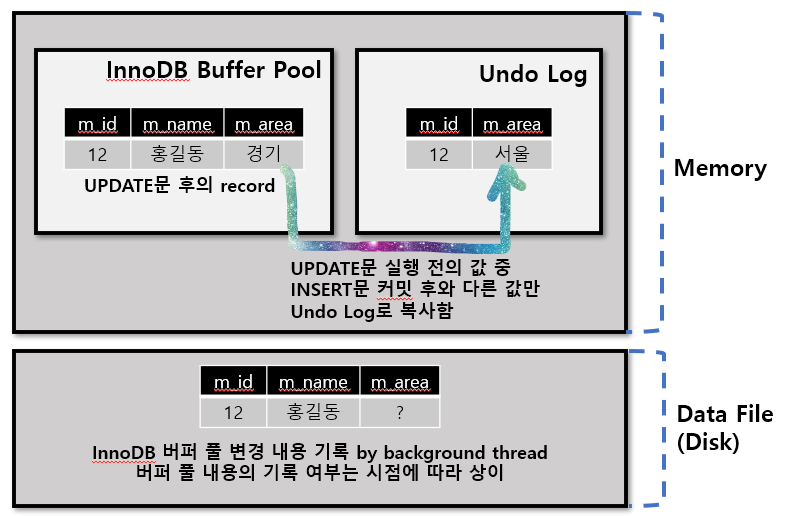 InnoDB Buffer Pool
m_id m_name m_area
12 홍길동 경기
UPDATE문 후의 record
Undo Log
m_id m_area
12 서울
UPDATE문 실행 전의 값 중
INSERT문 커밋 후와 다른 값만
Undo Log로 복사함
Memory
m_id m_name m_area
12 홍길동 ?
InnoDB 버퍼 풀 변경 내용 기록 by background thread
버퍼 풀 내용의 기록 여부는 시점에 따라 상이
Data File
(Disk)